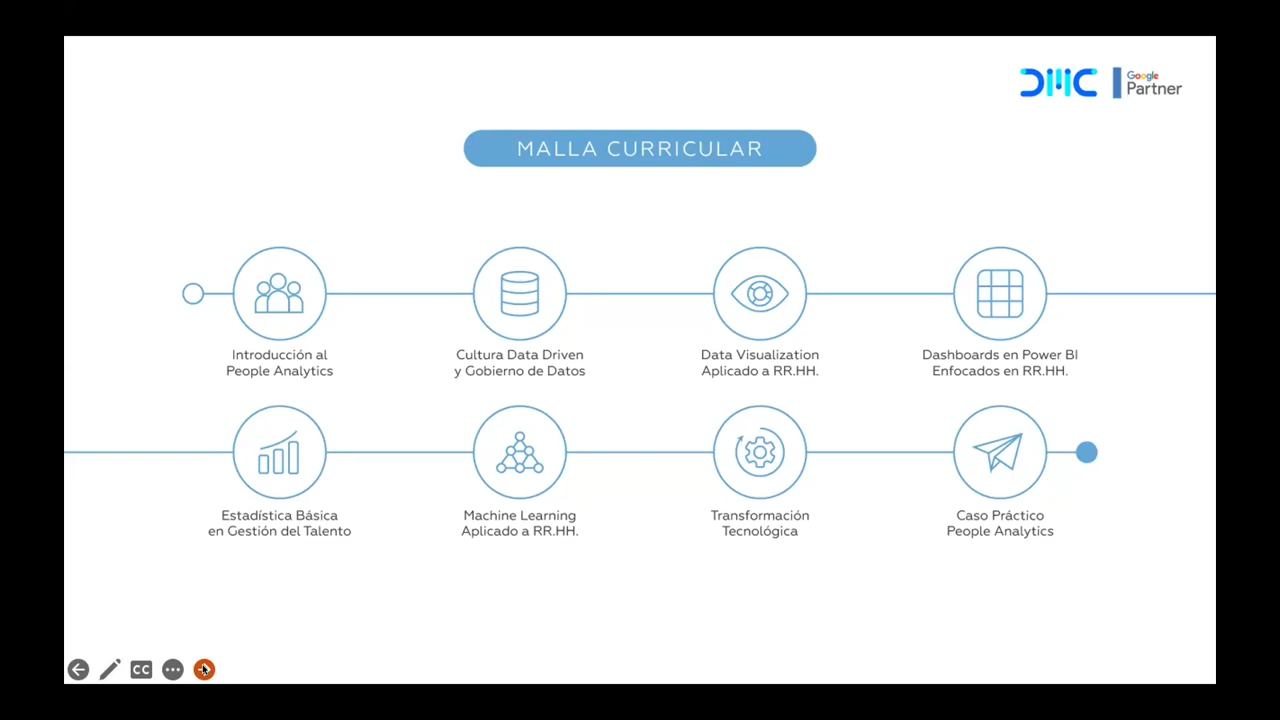 DMC
Google
Partner
MALLA CURRICULAR
Introducción al
People Analytics
Cultura Data Driven
y Gobierno de Datos
Data Visualization
Aplicado a RR.HH.
Dashboards en Power BI
Enfocados en RR.HH.
Estadística Básica
en Gestión del Talento
Machine Learning
Aplicado a RR.HH.
Transformación
Tecnológica
Caso Práctico
People Analytics
CC